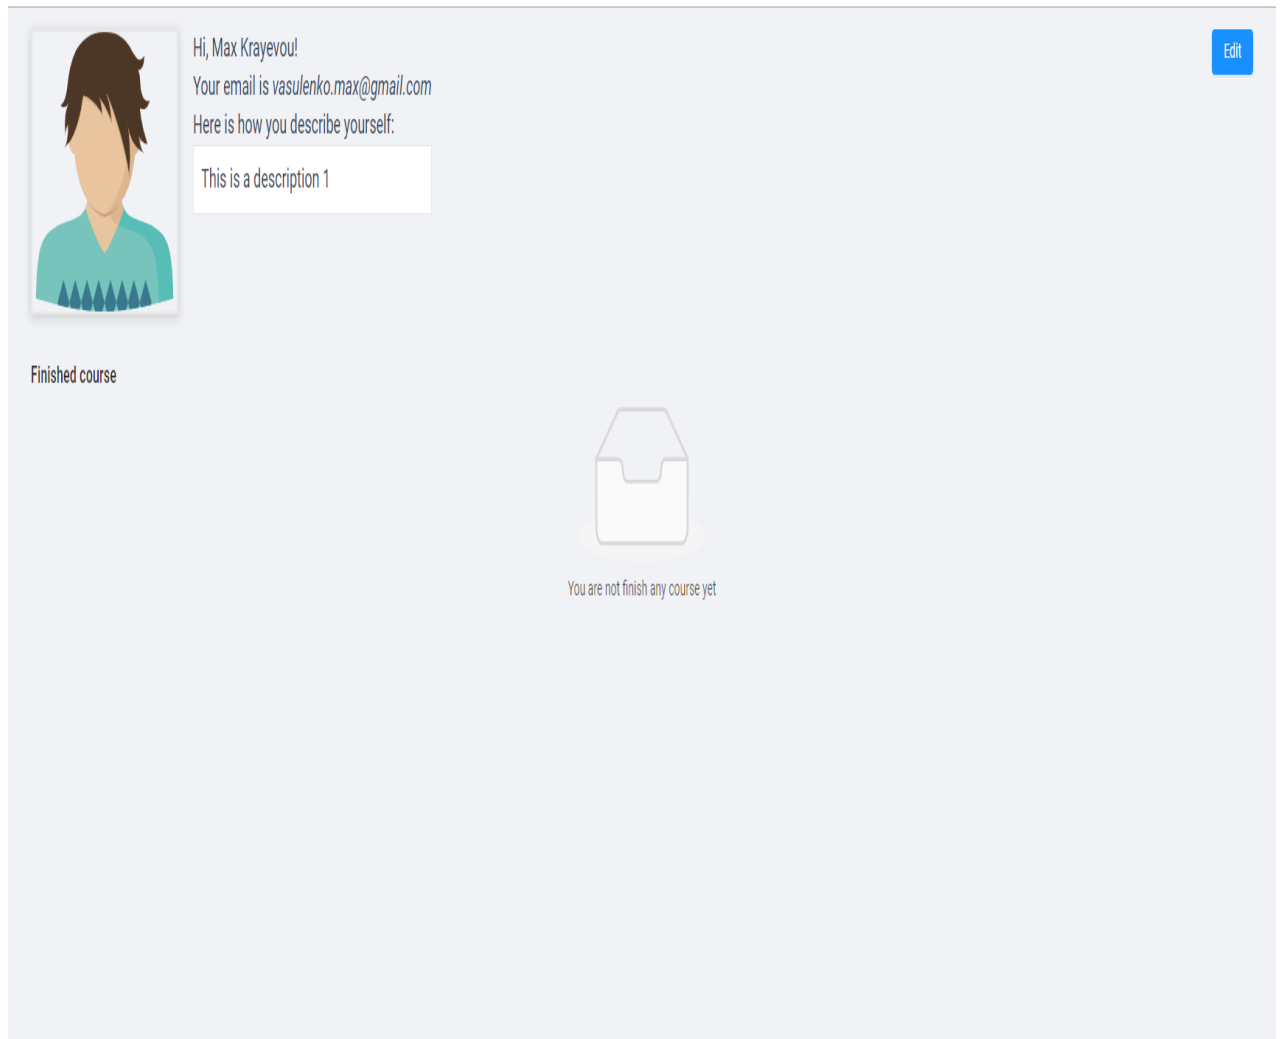 Hi, Max Krayevou!
Edit
Your email is vasulenko.max@gmail.com
Here is how you describe yourself:
This is a description 1
Finished course
You are not finish any course yet